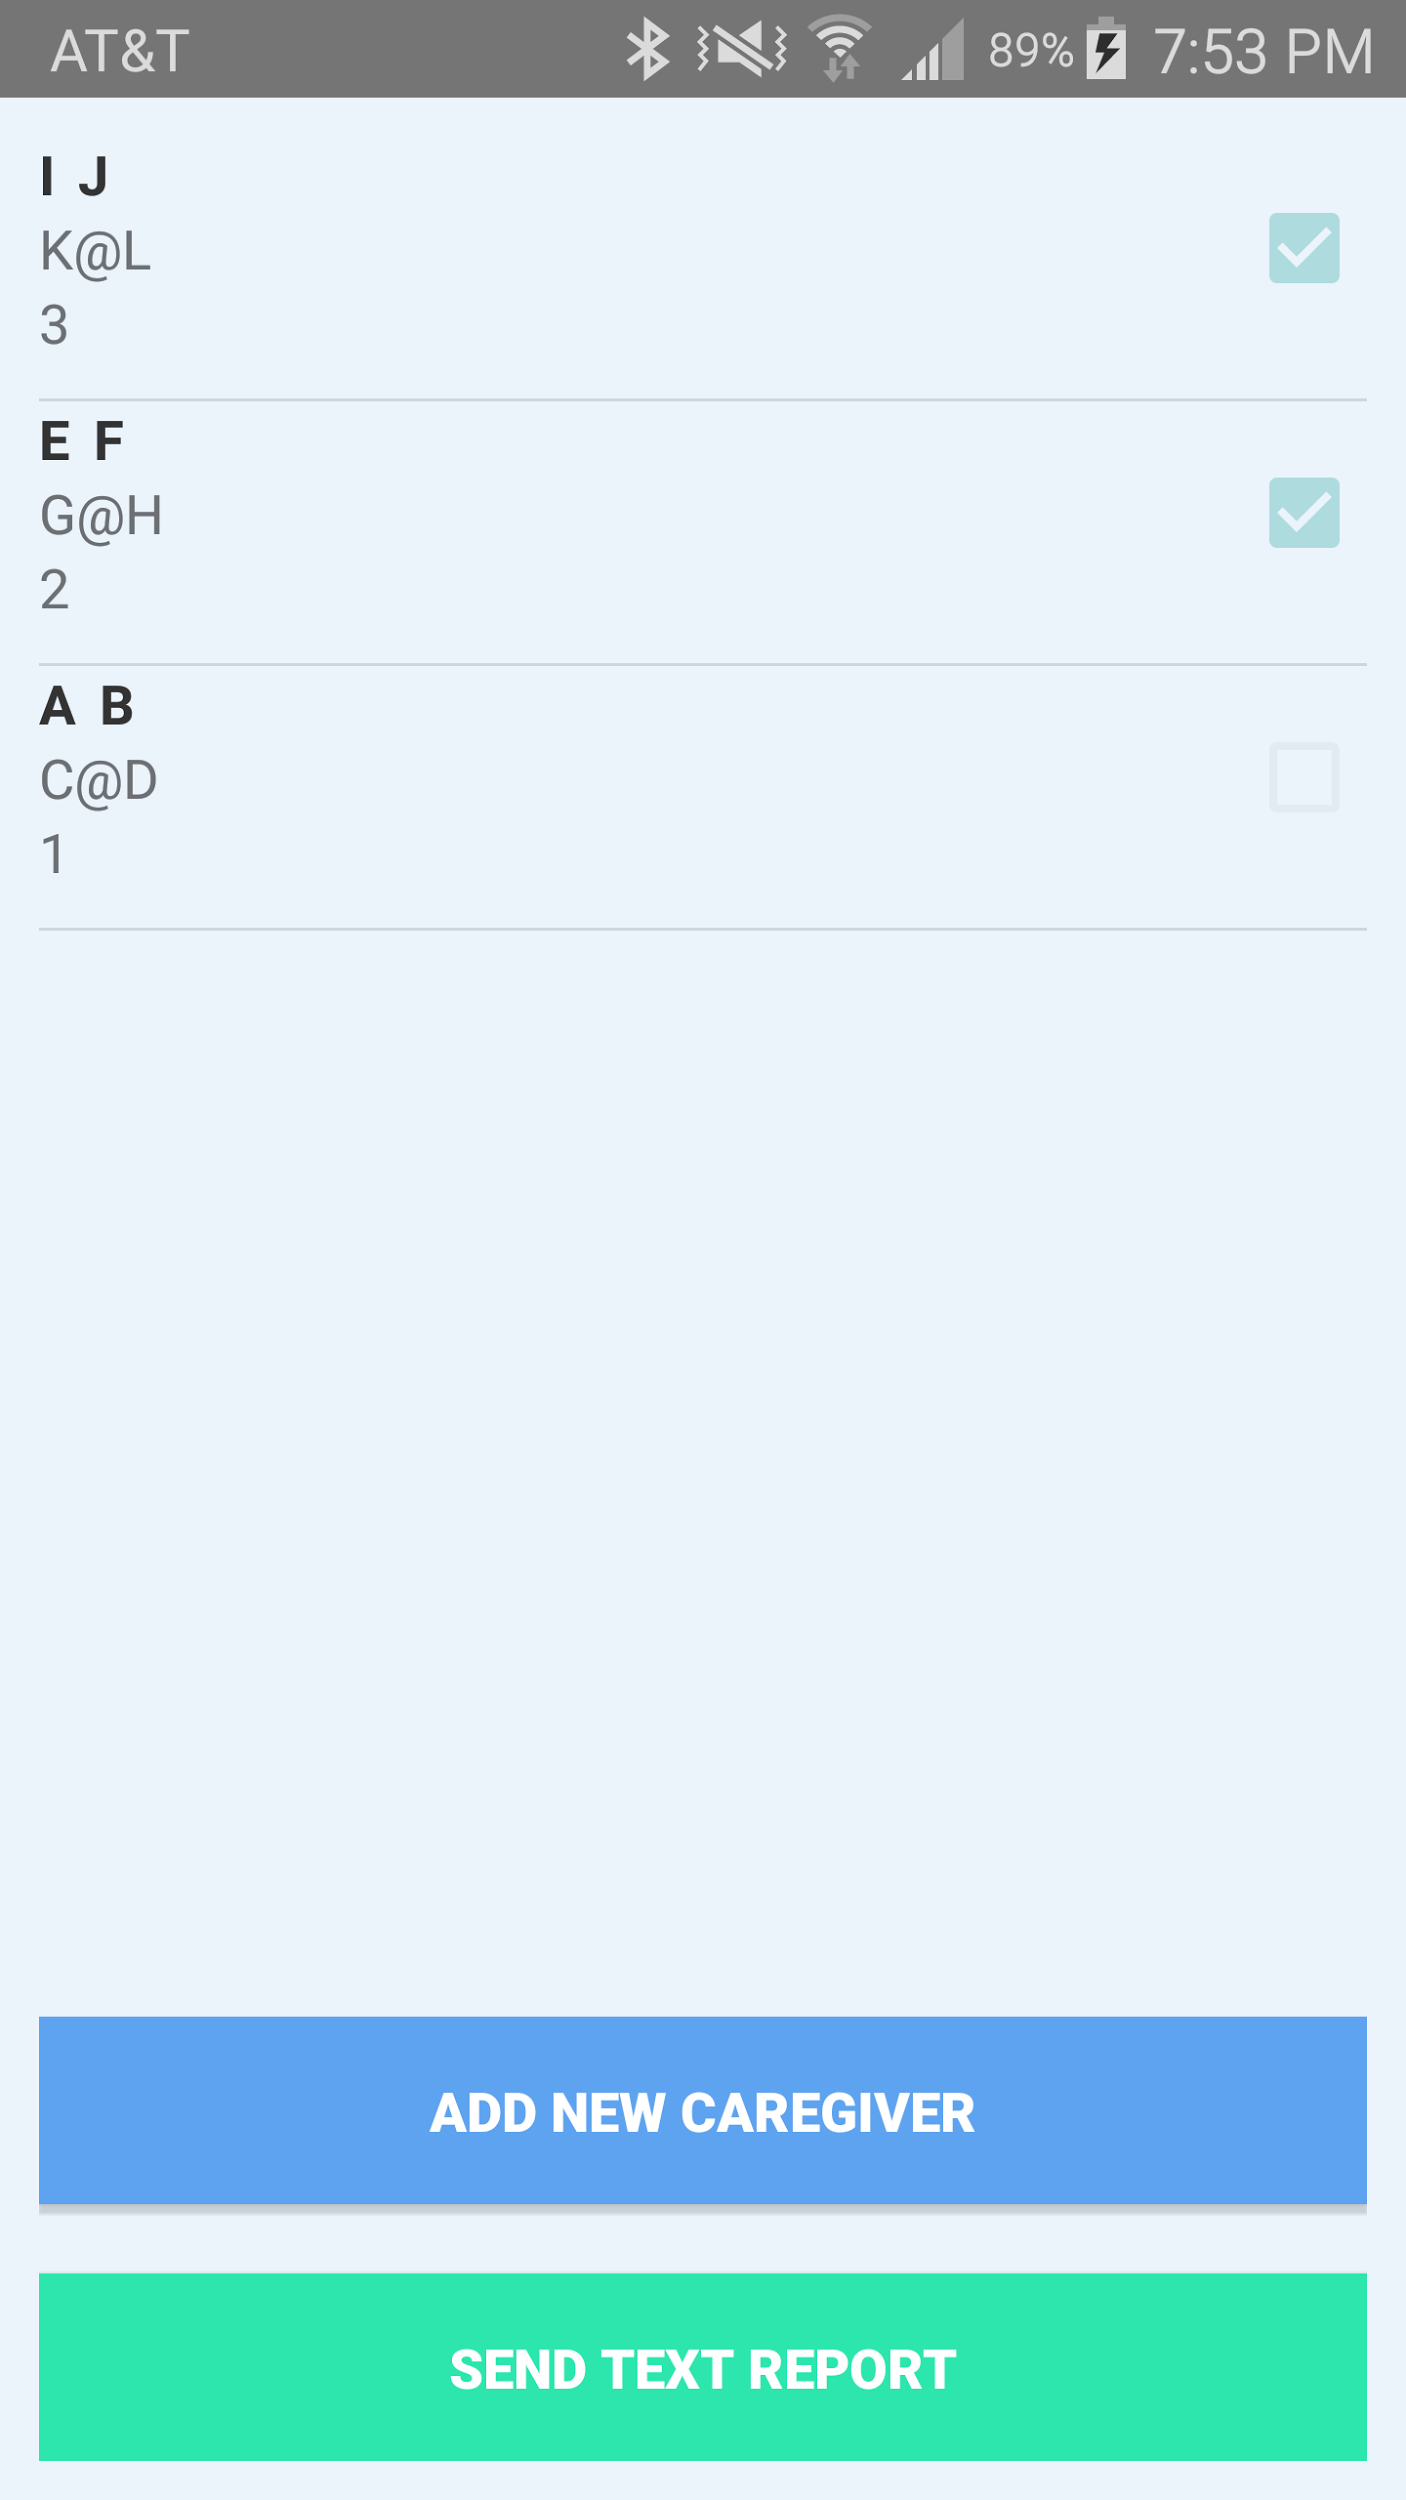 AT&T 89% 7:53 PM
I J
K@L
3
E F
G@H
2
A B
C@D
1
ADD NEW CAREGIVER
SEND TEXT REPORT